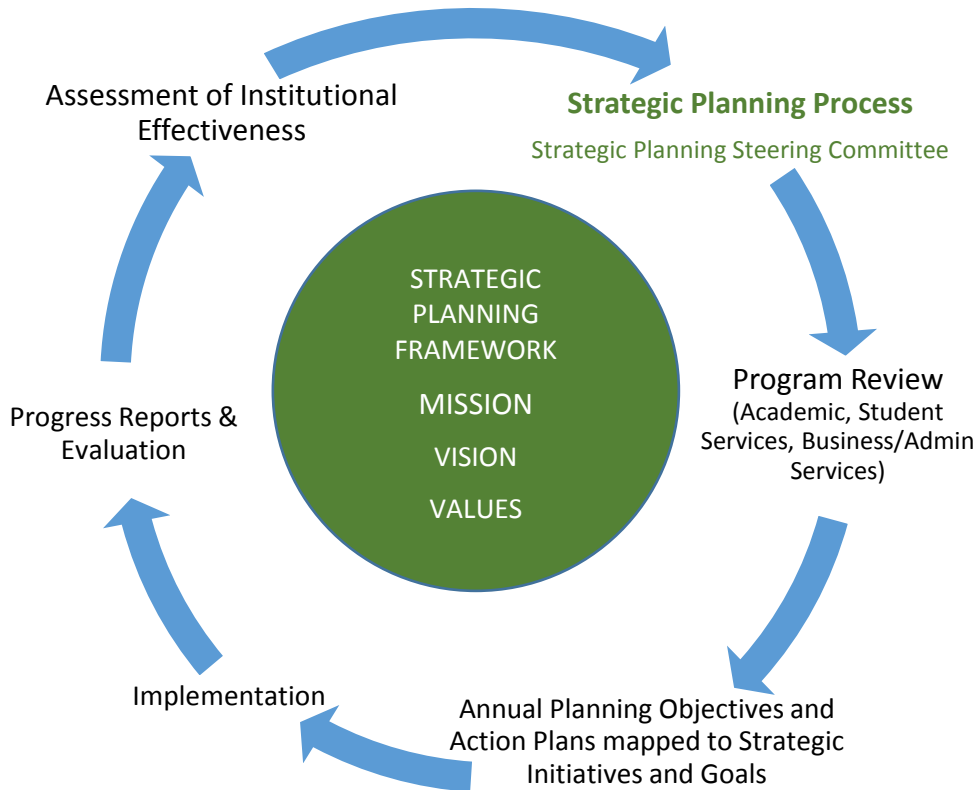 Strategic Planning Process
Strategic Planning Steering Committee
Program Review
(Academic, Student
Services, Business/Admin
Services)
Annual Planning Objectives and
Action Plans mapped to Strategic
Initiatives and Goals
Implementation
Progress Reports &
Evaluation
Assessment of Institutional
Effectiveness
STRATEGIC
PLANNING
FRAMEWORK
MISSION
VISION
VALUES